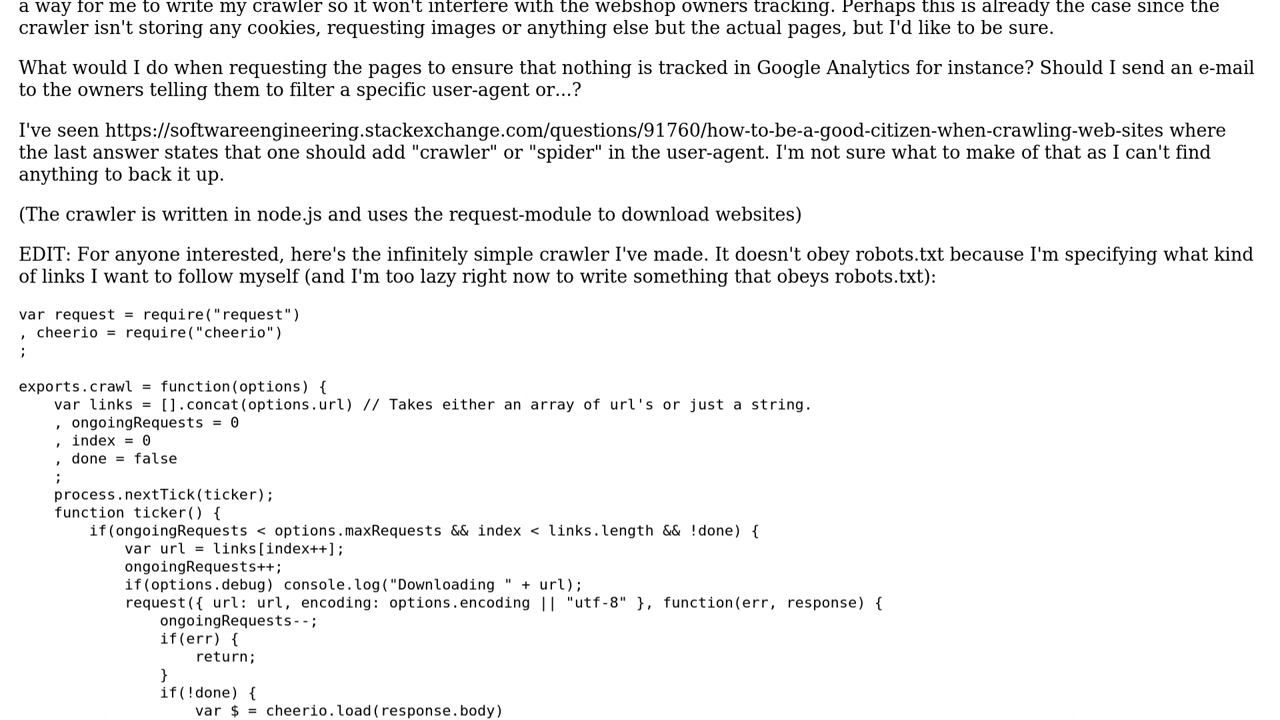 a way for me to write my crawler so it won't interfere with the webshop owners tracking. Perhaps this is already the case since the
crawler isn't storing any cookies, requesting images or anything else but the actual pages, but I'd like to be sure.
What would I do when requesting the pages to ensure that nothing is tracked in Google Analytics for instance? Should I send an e-mail
to the owners telling them to filter a specific user-agent or...?
I've seen https://softwareengineering.stackexchange.com/questions/91760/how-to-be-a-good-citizen-when-crawling-web-sites where
the last answer states that one should add "crawler" or "spider" in the user-agent. I'm not sure what to make of that as I can't find
anything to back it up.
(The crawler is written in node.js and uses the request-module to download websites)
EDIT: For anyone interested, here's the infinitely simple crawler I've made. It doesn't obey robots.txt because I'm specifying what kind
of links I want to follow myself (and I'm too lazy right now to write something that obeys robots.txt):
var request = require("request")
, cheerio = require("cheerio")
;
exports.crawl = function(options) {
    var links = [].concat(options.url) // Takes either an array of url's or just a string.
    , ongoingRequests = 0
    , index = 0
    , done = false
    ;
    process.nextTick(ticker);
    function ticker() {
        if(ongoingRequests < options.maxRequests && index < links.length && !done) {
            var url = links[index++];
            ongoingRequests++;
            if(options.debug) console.log("Downloading " + url);
            request({ url: url, encoding: options.encoding || "utf-8" }, function(err, response) {
                ongoingRequests--;
                if(err) {
                    return;
                }
                if(!done) {
                    var $ = cheerio.load(response.body)